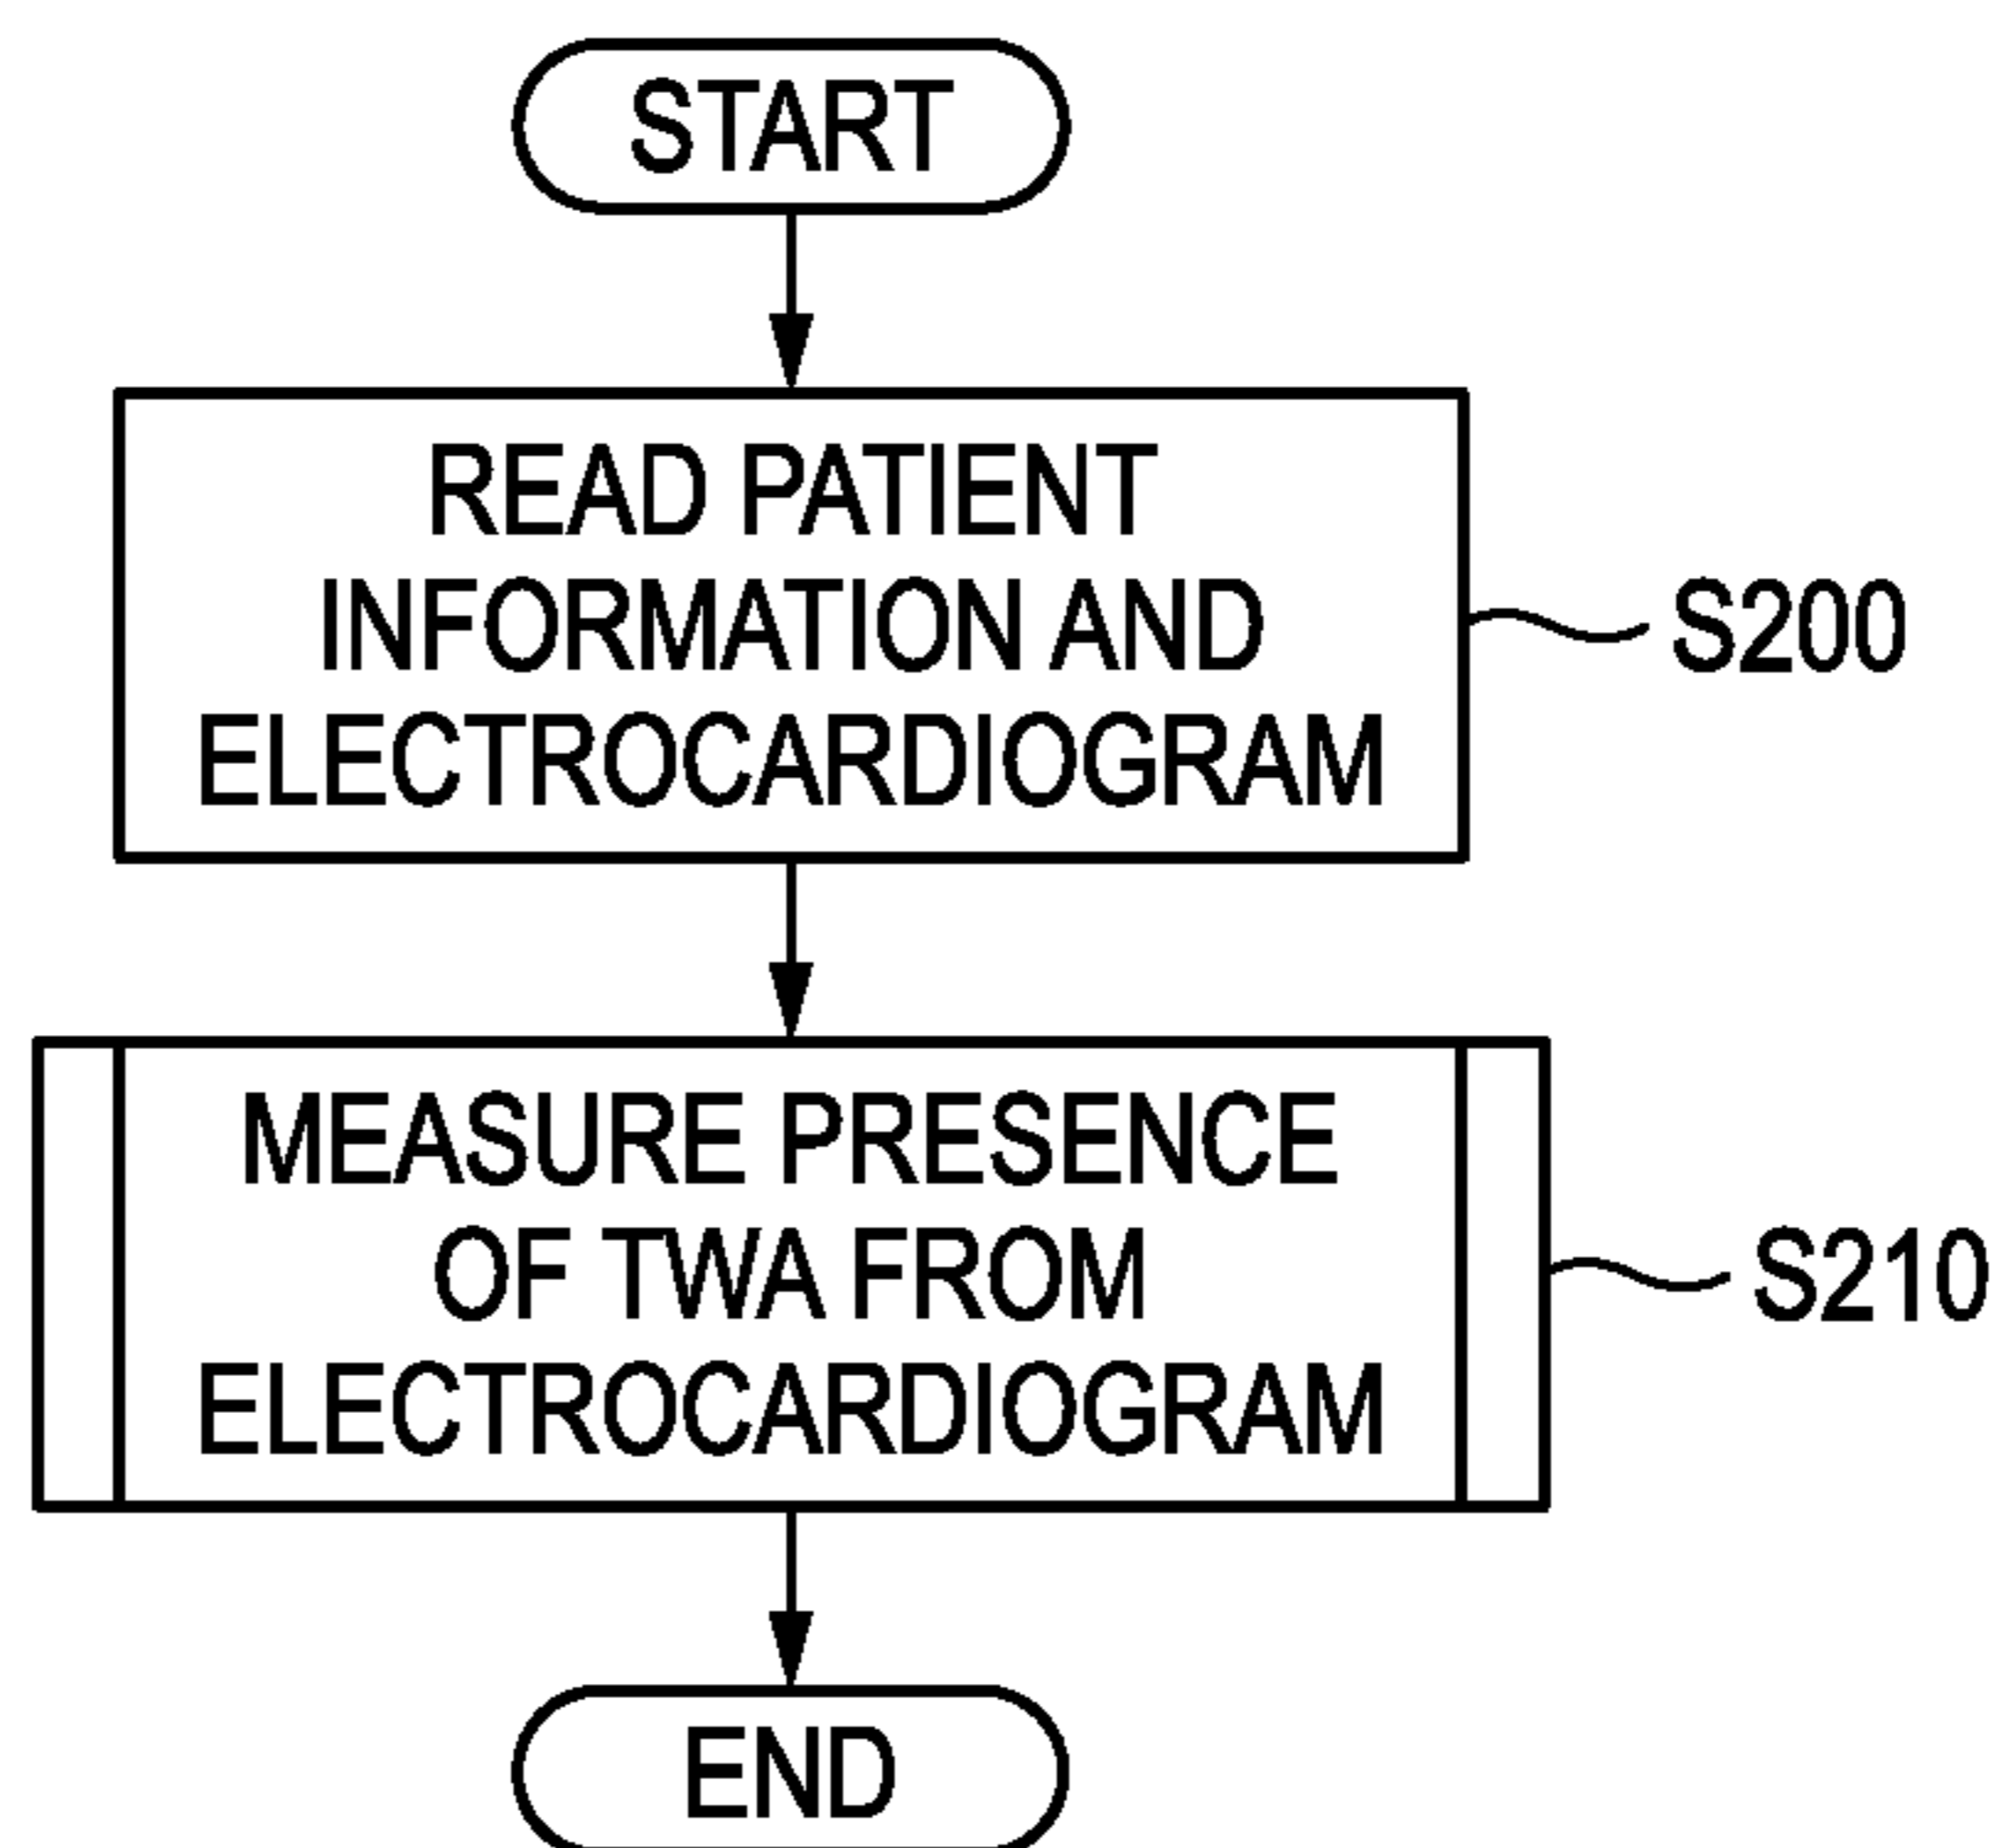 START
READ PATIENT
INFORMATION AND
ELECTROCARDIOGRAM
S200
MEASURE PRESENCE
OF TWA FROM
ELECTROCARDIOGRAM
S210
END